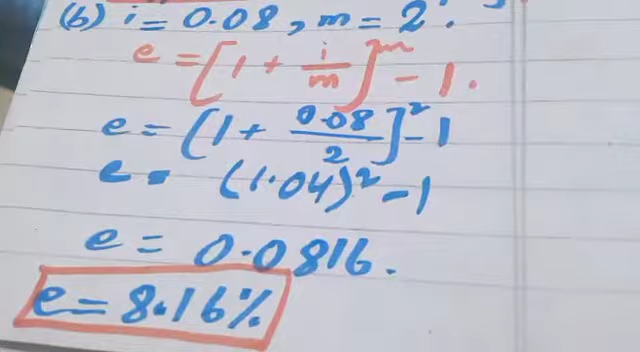 (b) i = 0.08, m = 2.
e = [1 + i/m]^m - 1.
e = [1 + 0.08/2]^2 - 1
e = (1.04)^2 - 1
e = 0.0816.
e = 8.16%